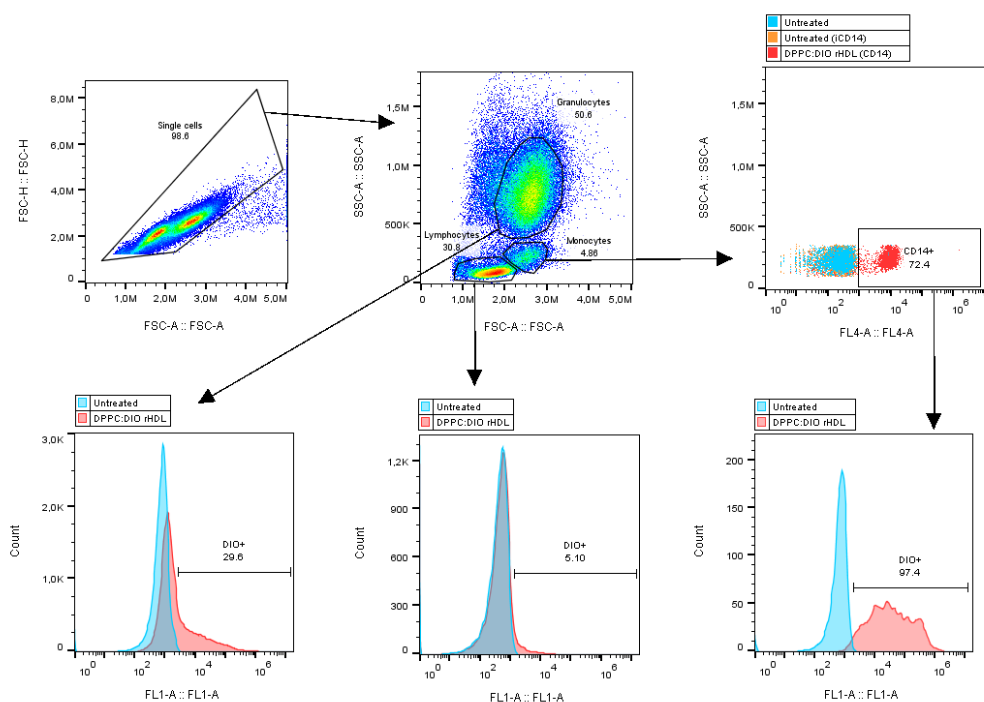 Untreated
Untreated (iCD14)
DPPC:DIO rHDL (CD14)
8,0M
6,0M
4,0M
2,0M
0
FSC-H :: FSC-H
Single cells
98.6
0 1,0M 2,0M 3,0M 4,0M 5,0M
FSC-A :: FSC-A
1,5M
1,0M
500K
0
SSC-A :: SSC-A
Granulocytes
50.6
Lymphocytes
30.8
Monocytes
4.86
0 1,0M 2,0M 3,0M 4,0M 5,0M
FSC-A :: FSC-A
1,5M
1,0M
500K
0
SSC-A :: SSC-A
CD14+
72.4
10^0 10^2 10^4 10^6
FL4-A :: FL4-A
Untreated
DPPC:DIO rHDL
3,0K
2,0K
1,0K
0
Count
DIO+
29.6
10^0 10^2 10^4 10^6
FL1-A :: FL1-A
Untreated
DPPC:DIO rHDL
1,2K
900
600
300
0
Count
DIO+
5.10
10^0 10^2 10^4 10^6
FL1-A :: FL1-A
Untreated
DPPC:DIO rHDL
200
150
100
50
0
Count
DIO+
97.4
10^0 10^2 10^4 10^6
FL1-A :: FL1-A